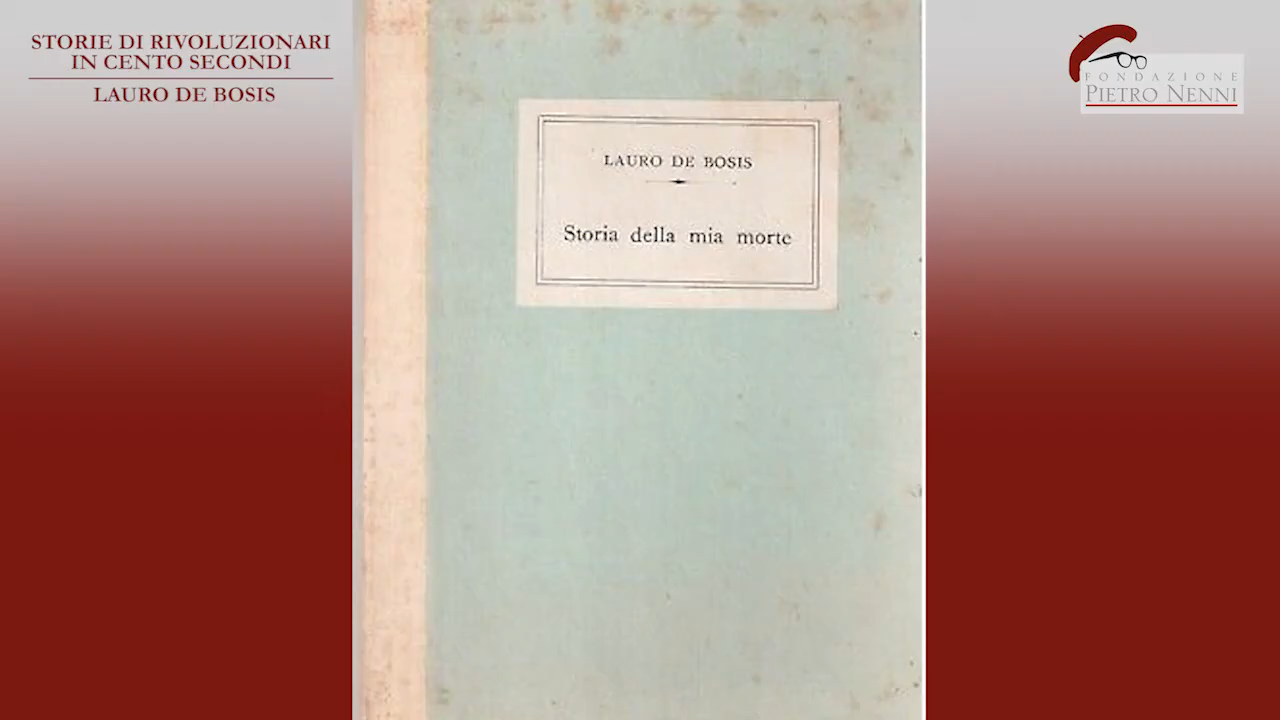 STORIE DI RIVOLUZIONARI
IN CENTO SECONDI
LAURO DE BOSIS
FONDAZIONE
PIETRO NENNI
LAURO DE BOSIS
Storia della mia morte